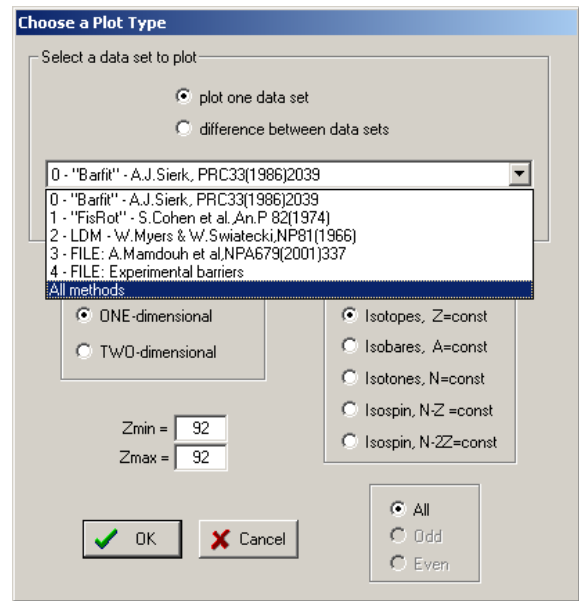 Choose a Plot Type
Select a data set to plot
plot one data set
difference between data sets
0 - "Barfit" - A.J.Sierk, PRC33(1986)2039
0 - "Barfit" - A.J.Sierk, PRC33(1986)2039
1 - "FisRot" - S.Cohen et al.,An.P 82(1974)
2 - LDM - W.Myers & W.Swiatecki,NP81(1966)
3 - FILE: A.Mamdouh et al,NPA679(2001)337
4 - FILE: Experimental barriers
All methods
ONE-dimensional
TWO-dimensional
Isotopes, Z=const
Isobares, A=const
Isotones, N=const
Isospin, N-Z =const
Isospin, N-2Z=const
Zmin = 92
Zmax = 92
All
Odd
Even
OK
Cancel